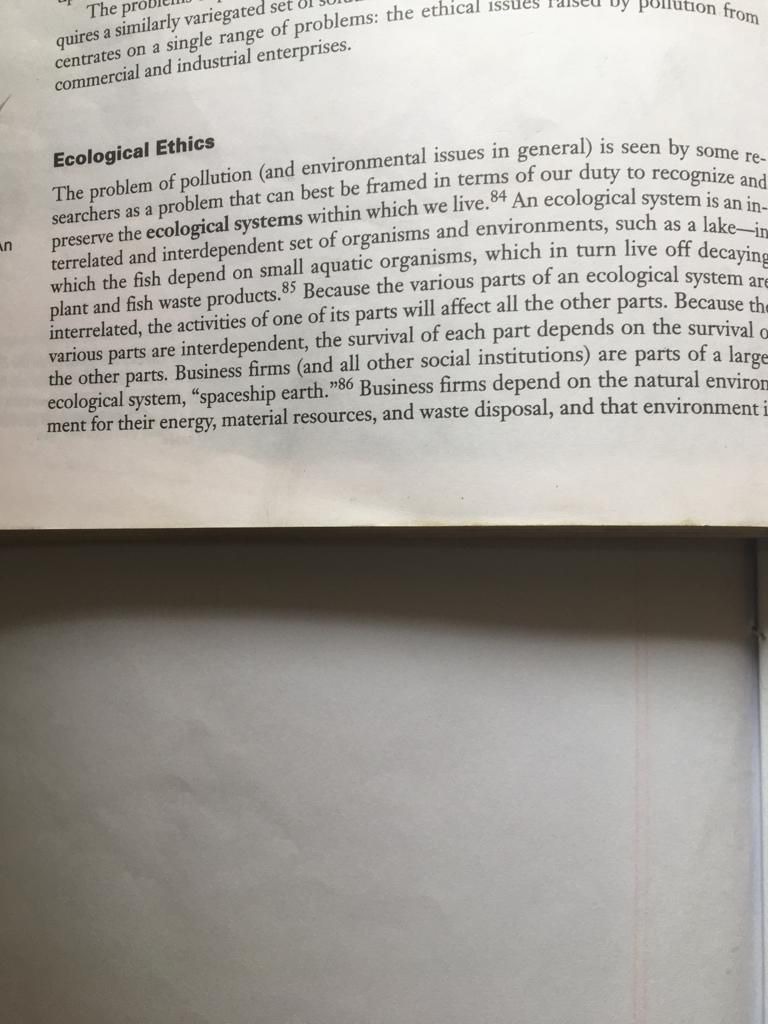 The problems
quires a similarly variegated set of
centrates on a single range of problems: the ethical issues raised by pollution from
commercial and industrial enterprises.
Ecological Ethics
The problem of pollution (and environmental issues in general) is seen by some re-
searchers as a problem that can best be framed in terms of our duty to recognize and
preserve the ecological systems within which we live.84 An ecological system is an in-
terrelated and interdependent set of organisms and environments, such as a lake—in
which the fish depend on small aquatic organisms, which in turn live off decaying
plant and fish waste products.85 Because the various parts of an ecological system are
interrelated, the activities of one of its parts will affect all the other parts. Because the
various parts are interdependent, the survival of each part depends on the survival o
the other parts. Business firms (and all other social institutions) are parts of a large
ecological system, “spaceship earth.”86 Business firms depend on the natural environ
ment for their energy, material resources, and waste disposal, and that environment i